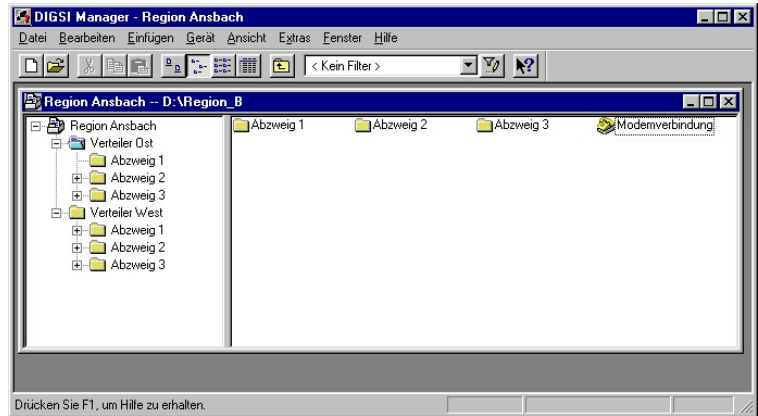 DIGSI Manager - Region Ansbach
Datei Bearbeiten Einfügen Gerät Ansicht Extras Fenster Hilfe
< Kein Filter >
Region Ansbach -- D:\Region_B
Region Ansbach
Verteiler Ost
Abzweig 1
Abzweig 2
Abzweig 3
Verteiler West
Abzweig 1
Abzweig 2
Abzweig 3
Abzweig 1 Abzweig 2 Abzweig 3 Modemverbindung
Drücken Sie F1, um Hilfe zu erhalten.